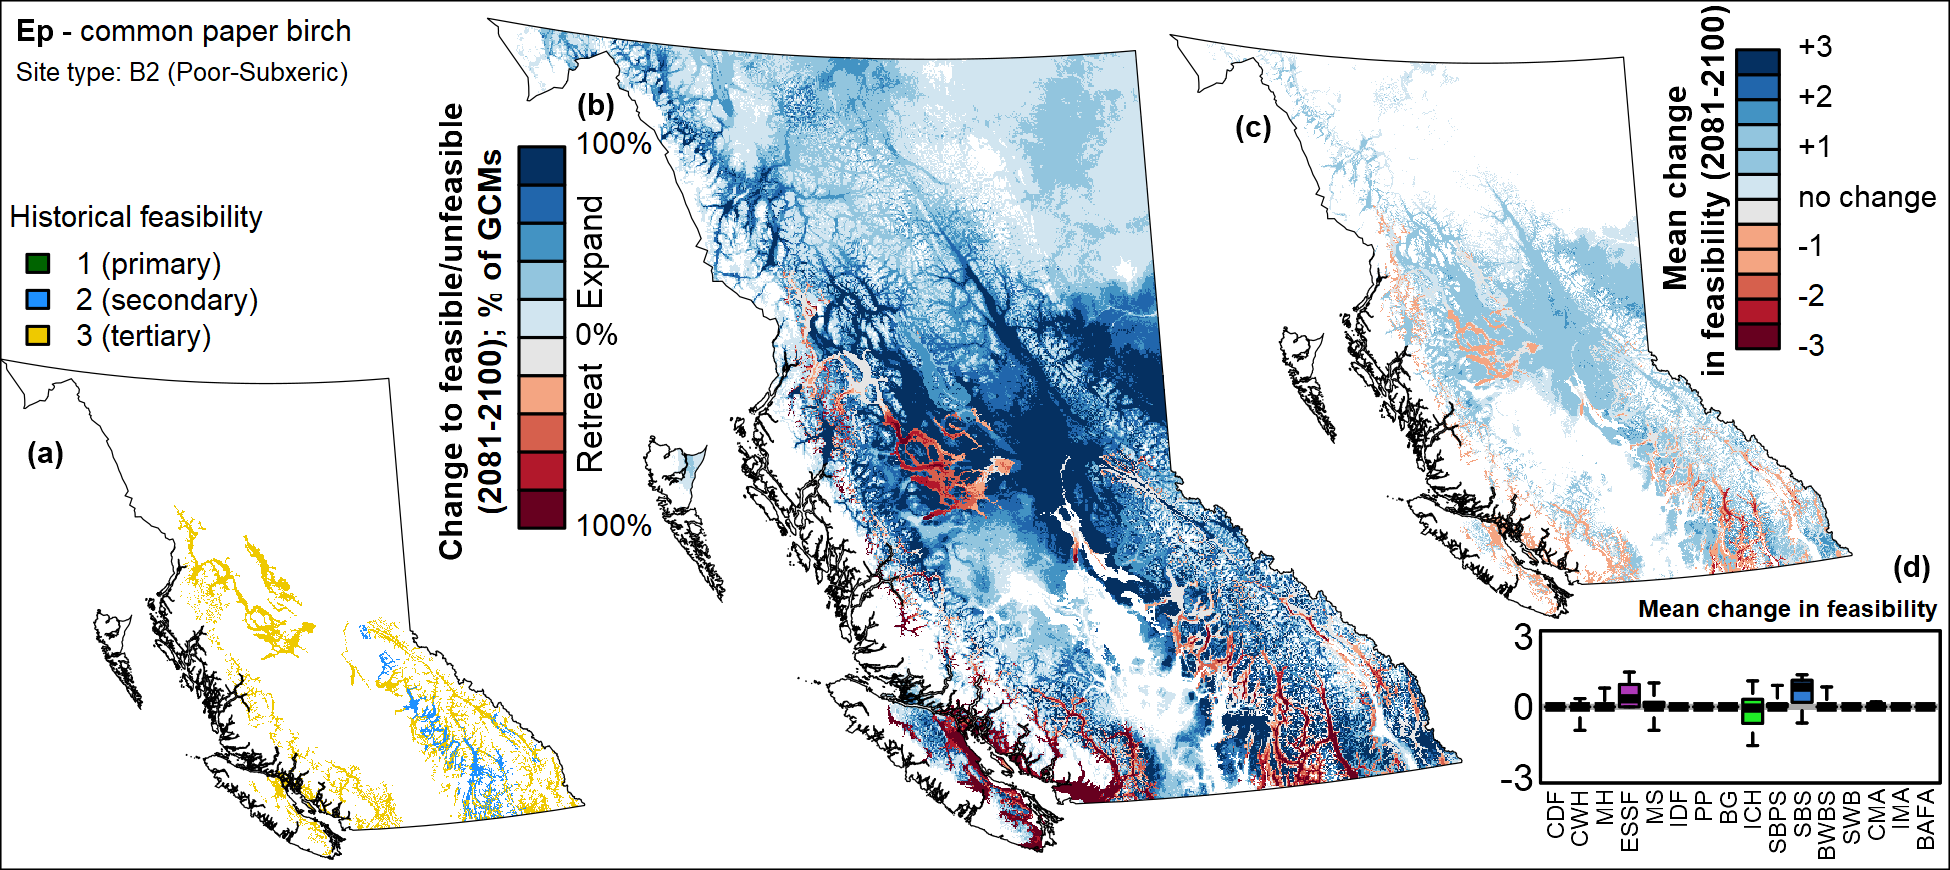 Ep - common paper birch
Site type: B2 (Poor-Subxeric)
Historical feasibility
1 (primary)
2 (secondary)
3 (tertiary)
(a)
Change to feasible/unfeasible
(2081-2100); % of GCMs
100%
Expand
0%
Retreat
100%
(b)
(c)
Mean change
in feasibility (2081-2100)
+3
+2
+1
no change
-1
-2
-3
(d)
Mean change in feasibility
3
0
-3
CDF
CWH
MH
ESSF
MS
IDF
PP
BG
ICH
SBPS
SBS
BWBS
SWB
CMA
IMA
BAFA